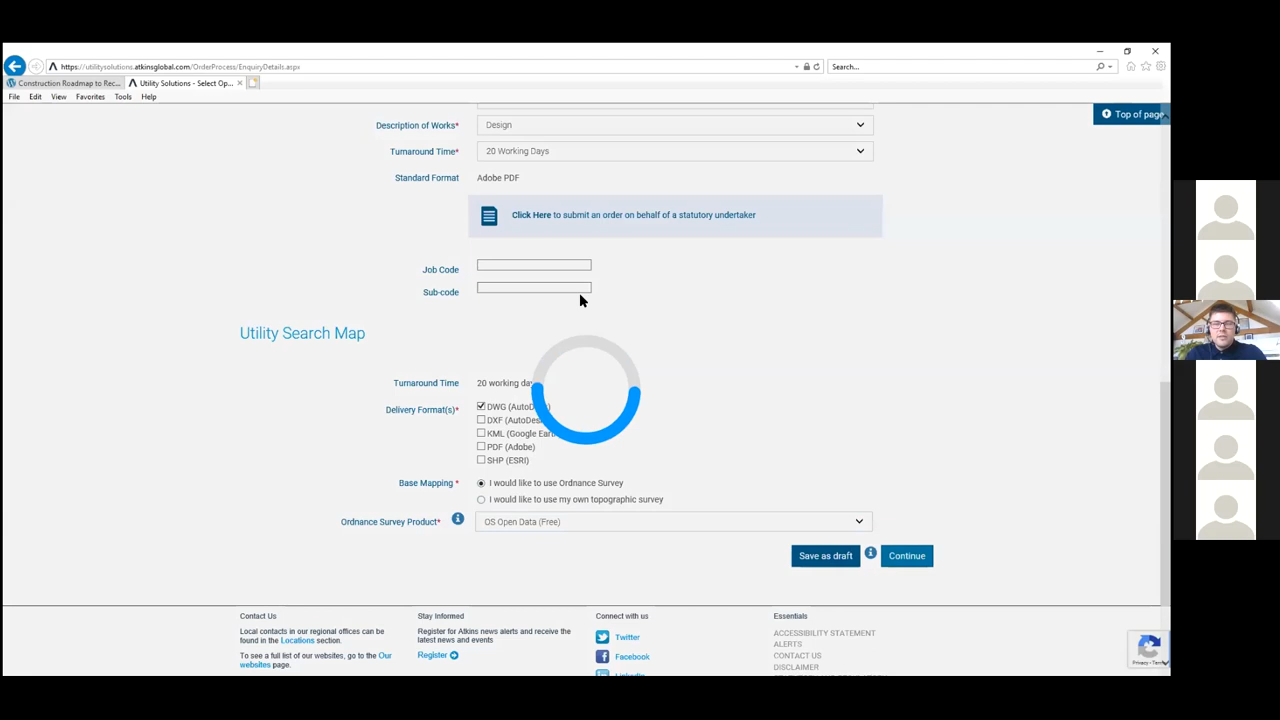 https://utilitysolutions.atkinsglobal.com/OrderProcess/EnquiryDetails.aspx
Search...
Construction Roadmap to Rec...
Utility Solutions - Select Op...
File Edit View Favorites Tools Help
Top of page
Description of Works* Design
Turnaround Time* 20 Working Days
Standard Format Adobe PDF
Click Here to submit an order on behalf of a statutory undertaker
Job Code
Sub-code
Utility Search Map
Turnaround Time 20 working
Delivery Format(s)* DWG
DXF
KML (Google Earth
PDF (Adobe)
SHP (ESRI)
Base Mapping * I would like to use Ordnance Survey
I would like to use my own topographic survey
Ordnance Survey Product* OS Open Data (Free)
Save as draft Continue
Contact Us
Local contacts in our regional offices can be
found in the Locations section.
To see a full list of our websites, go to the Our
websites page.
Stay Informed
Register for Atkins news alerts and receive the
latest news and events
Register
Connect with us
Twitter
Facebook
LinkedIn
Essentials
ACCESSIBILITY STATEMENT
ALERTS
CONTACT US
DISCLAIMER
Privacy - Terms